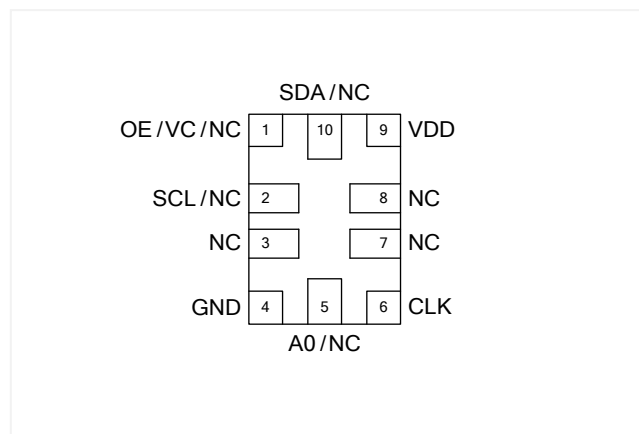 SDA/NC
OE/VC/NC 1 10 9 VDD
SCL/NC 2 8 NC
NC 3 7 NC
GND 4 5 6 CLK
A0/NC